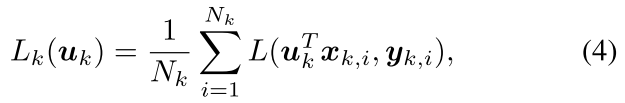 L_k(u_k) = \frac{1}{N_k} \sum_{i=1}^{N_k} L(u_k^T x_{k,i}, y_{k,i}), (4)